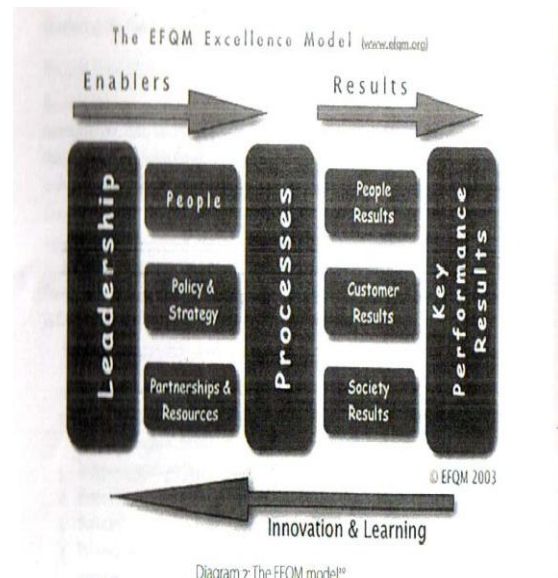 The EFQM Excellence Model (www.efqm.org)
Enablers
Results
Leadership
People
Policy &
Strategy
Partnerships &
Resources
Processes
People
Results
Customer
Results
Society
Results
Key
Performance
Results
© EFQM 2003
Innovation & Learning
Diagram 7: The EFQM model